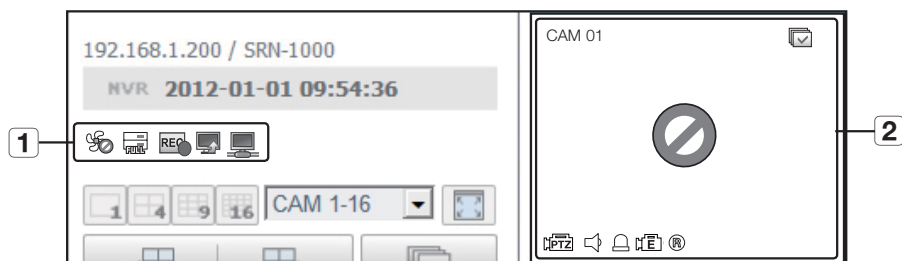 192.168.1.200 / SRN-1000
NVR 2012-01-01 09:54:36
1
FULL REC
1 4 9 16 CAM 1-16
CAM 01
2
PTZ E R